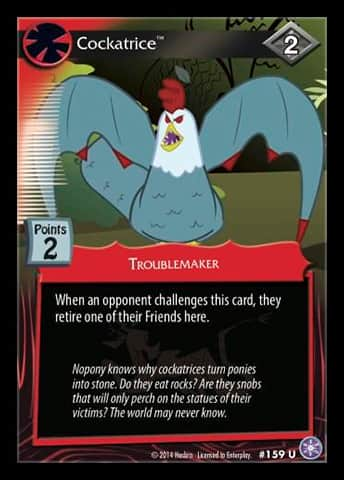 Cockatrice™
2
Points
2
TROUBLEMAKER
When an opponent challenges this card, they
retire one of their Friends here.
Nopony knows why cockatrices turn ponies
into stone. Do they eat rocks? Are they snobs
that will only perch on the statues of their
victims? The world may never know.
© 2014 Hasbro Licensed to Enterplay. #159 U